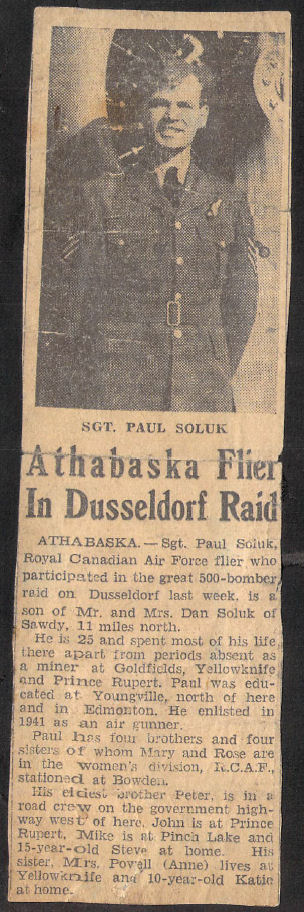 SGT. PAUL SOLUK
Athabaska Flier
In Dusseldorf Raid
ATHABASKA.—Sgt. Paul Soluk,
Royal Canadian Air Force flier who
participated in the great 500-bomber
raid on Dusseldorf last week, is a
son of Mr. and Mrs. Dan Soluk of
Sawdy, 11 miles north.
He is 25 and spent most of his life
there apart from periods absent as
a miner at Goldfields, Yellowknife
and Prince Rupert. Paul was edu-
cated at Youngville, north of here
and in Edmonton. He enlisted in
1941 as an air gunner.
Paul has four brothers and four
sisters of whom Mary and Rose are
in the women's division, R.C.A.F.,
stationed at Bowden.
His eldest brother Peter, is in a
road crew on the government high-
way west of here, John is at Prince
Rupert, Mike is at Pinch Lake and
15-year-old Steve at home. His
sister, Mrs. Powell (Anne) lives at
Yellowknife and 10-year-old Katie
at home.